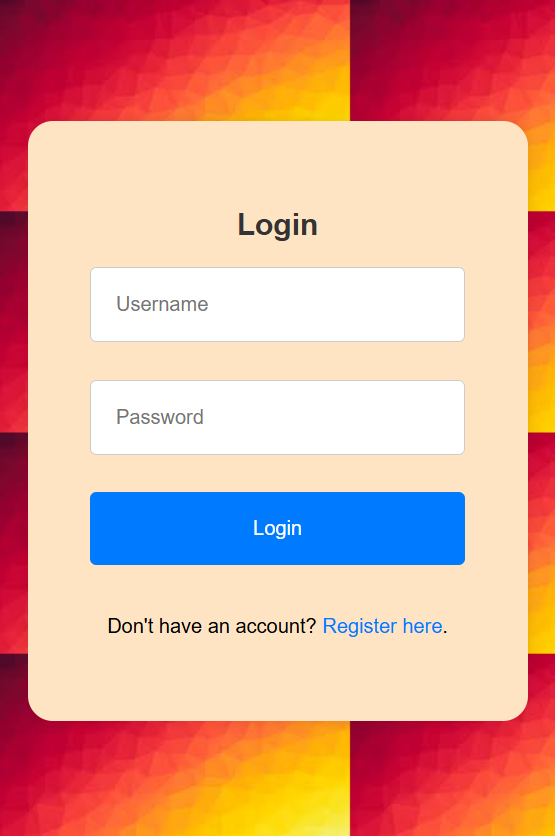 Login
Username
Password
Login
Don't have an account? Register here.